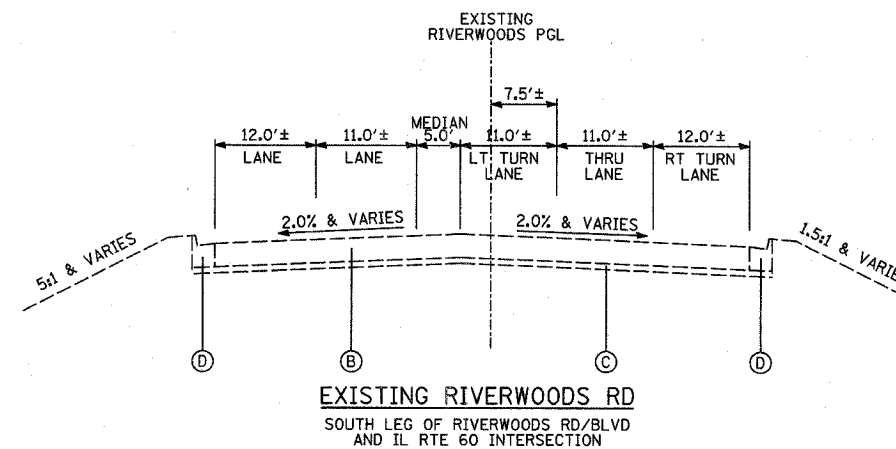 EXISTING
RIVERWOODS PGL
7.5'±
MEDIAN
12.0'± 11.0'± 5.0' 11.0'± 11.0'± 12.0'±
LANE LANE LT TURN THRU RT TURN
LANE LANE LANE
2.0% & VARIES 2.0% & VARIES
5:1 & VARIES 1.5:1 & VARIE
D B C D
EXISTING RIVERWOODS RD
SOUTH LEG OF RIVERWOODS RD/BLVD
AND IL RTE 60 INTERSECTION